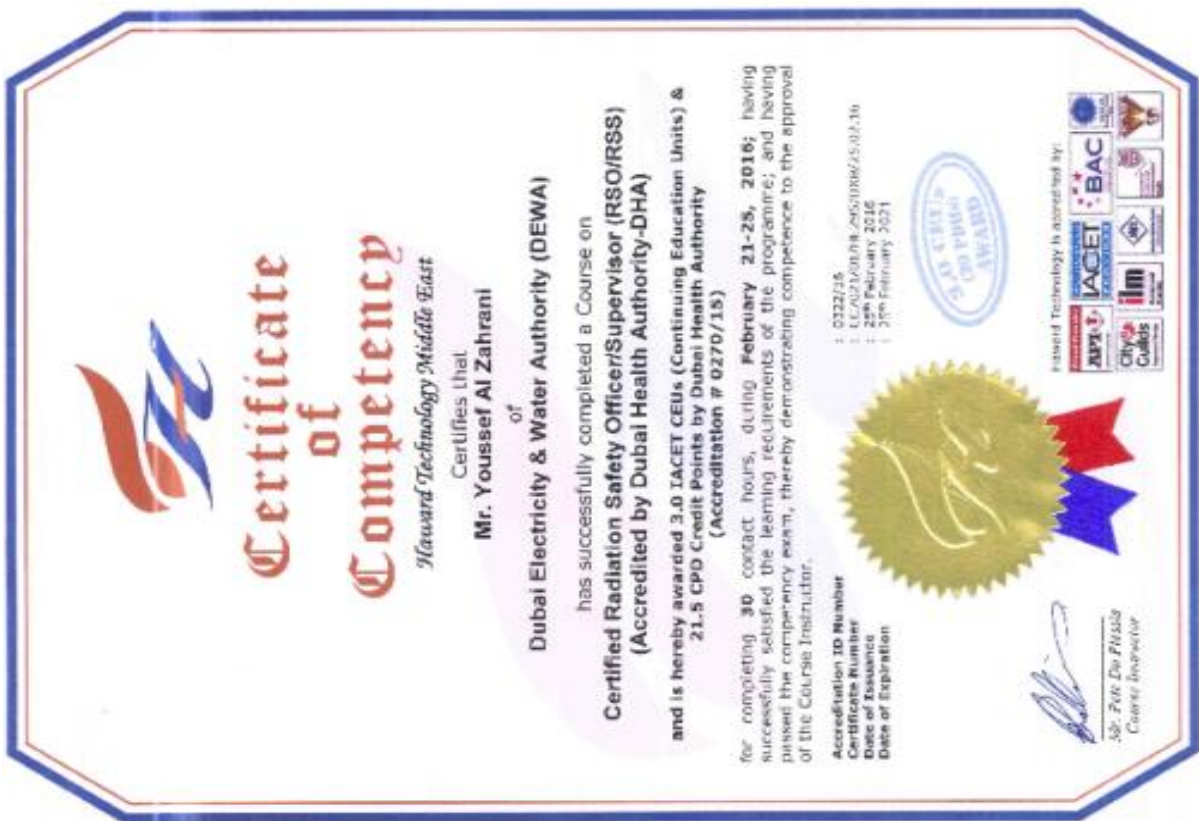 Certificate
of
Competency
Haward Technology Middle East
Certifies that
Mr. Youssef Al Zahrani
of
Dubai Electricity & Water Authority (DEWA)
has successfully completed a Course on
Certified Radiation Safety Officer/Supervisor (RSO/RSS)
(Accredited by Dubai Health Authority-DHA)
and is hereby awarded 3.0 IACET CEUs (Continuing Education Units) &
21.5 CPD Credit Points by Dubai Health Authority
(Accreditation # 0270/15)
for completing 30 contact hours, during February 21-25, 2016; having
successfully satisfied the learning requirements of the programme; and having
passed the competency exam, thereby demonstrating competence to the approval
of the Course Instructor.
Accreditation ID Number
Certificate Number
Date of Issuance : 25th February 2016
Date of Expiration : 25th February 2021
AWARD
Mr. Pete Du Plessis
Course Instructor
Haward Technology is accredited by:
API
IACET
BAC
City&
Guilds
ilm